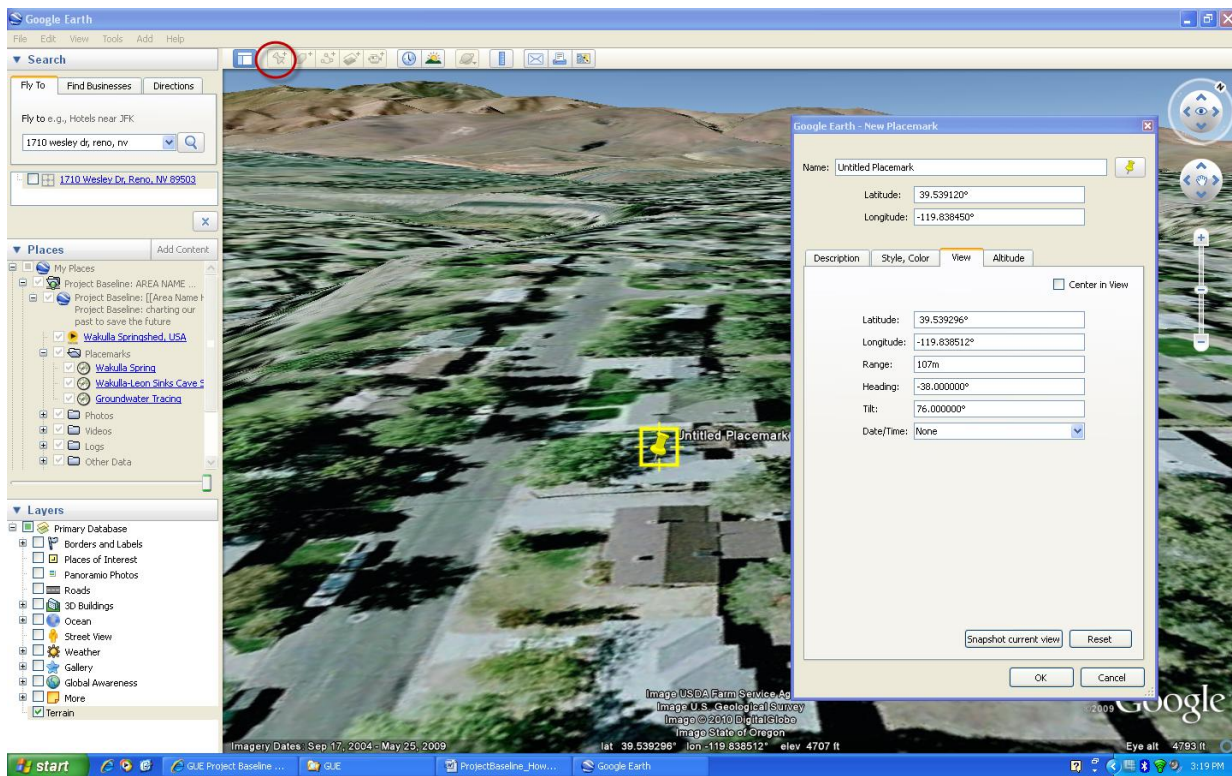 Google Earth
File Edit View Tools Add Help
Search
Fly To Find Businesses Directions
Fly to e.g., Hotels near JFK
1710 wesley dr, reno, nv
1710 Wesley Dr, Reno, NV 89503
Places Add Content
My Places
Project Baseline: AREA NAME ...
Project Baseline: [[Area Name
Project Baseline: charting our
past to save the future
Wakulla Springshed, USA
Placemarks
Wakulla Spring
Wakulla-Leon Sinks Cave S
Groundwater Tracing
Photos
Videos
Logs
Other Data
Layers
Primary Database
Borders and Labels
Places of Interest
Panoramio Photos
Roads
3D Buildings
Ocean
Street View
Weather
Gallery
Global Awareness
More
Terrain
N
Untitled Placemark
Google Earth - New Placemark
Name: Untitled Placemark
Latitude: 39.539120°
Longitude: -119.838450°
Description Style, Color View Altitude
Center in View
Latitude: 39.539296°
Longitude: -119.838512°
Range: 107m
Heading: -38.000000°
Tilt: 76.000000°
Date/Time: None
Snapshot current view Reset
OK Cancel
Image USDA Farm Service Ag
Image U.S. Geological Survey
Image © 2010 DigitalGlobe
Image State of Oregon
©2009 Google
Imagery Dates: Sep 17, 2004 - May 25, 2009 lat 39.539296° lon -119.838512° elev 4707 ft Eye alt 4793 ft
start GUE Project Baseline ... GUE ProjectBaseline_How... Google Earth 3:19 PM